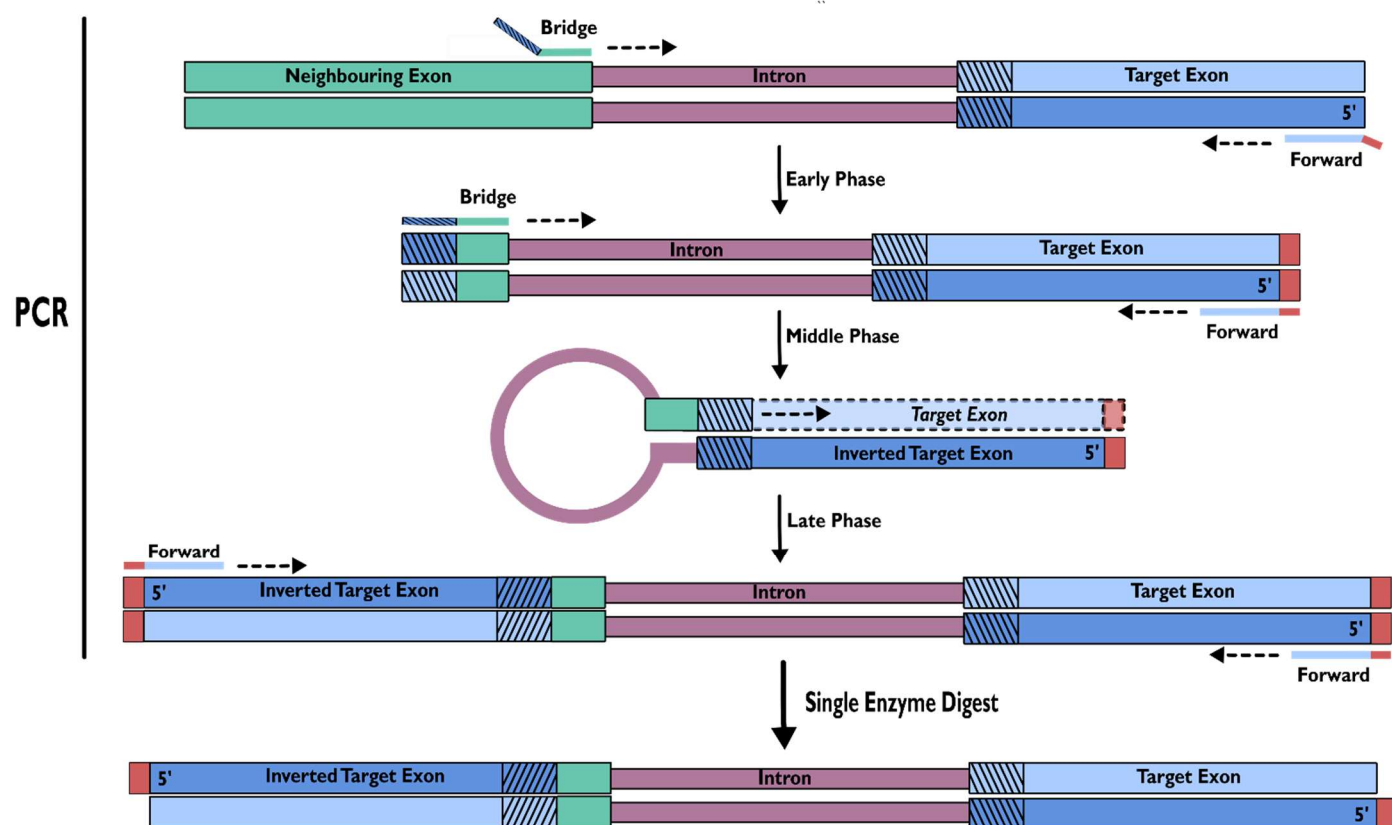 Bridge
Neighbouring Exon Intron Target Exon
5'
Forward
Early Phase
Bridge
Intron Target Exon
5'
Forward
PCR
Middle Phase
Target Exon
Inverted Target Exon 5'
Late Phase
Forward
5' Inverted Target Exon Intron Target Exon
5'
Forward
Single Enzyme Digest
5' Inverted Target Exon Intron Target Exon
5'